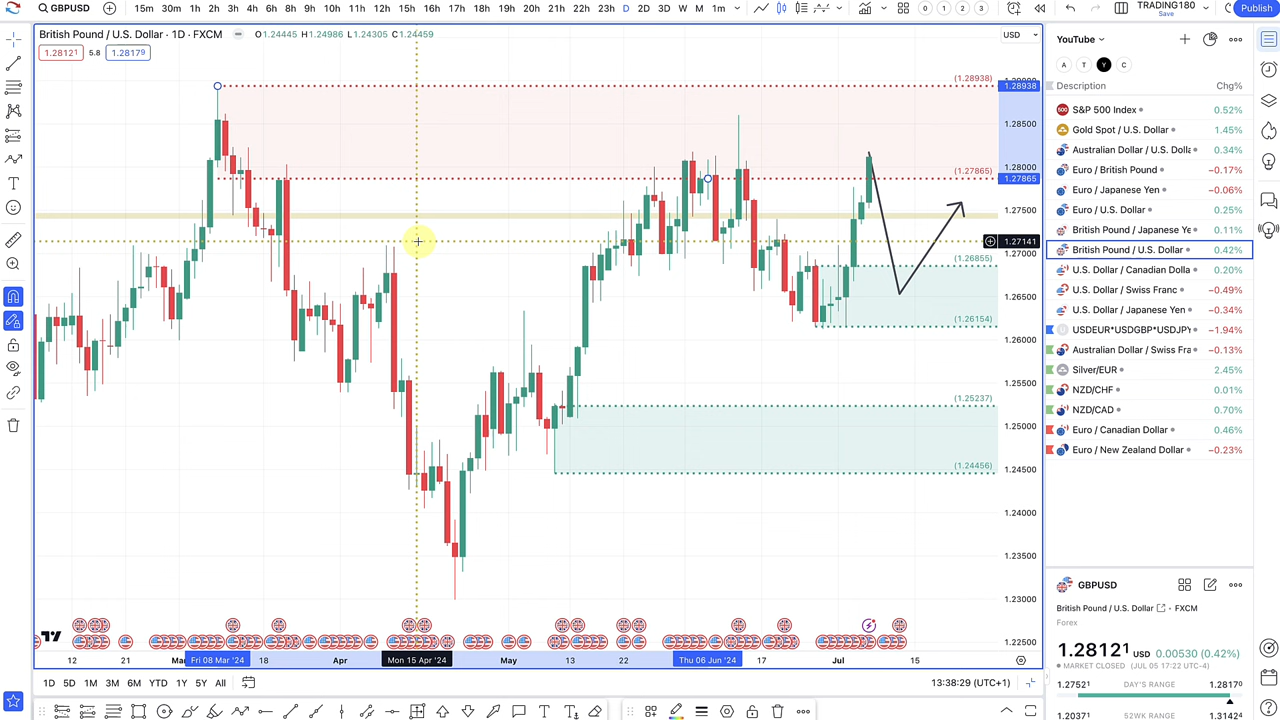 GBPUSD 15m 30m 1h 2h 3h 4h 5h 6h 7h 8h 9h 10h 11h 12h 15h 16h 17h 18h 19h 20h 21h 22h 23h D 2D 3D W M 1m 0 1 2 3 TRADING180 Save Publish
British Pound / U.S. Dollar · 1D · FXCM O1.24445 H1.24986 L1.24305 C1.24459 USD
1.28121 5.8 1.28179
(1.28938) 1.28938
1.28500
1.28000
(1.27865) 1.27865
1.27500
1.27141
1.27000
(1.26855)
1.26500
(1.26154)
1.26000
1.25500
(1.25237)
1.25000
(1.24456) 1.24500
1.24000
1.23500
1.23000
1.22500
12 21 Mar Fri 08 Mar '24 18 Apr Mon 15 Apr '24 May 13 22 Thu 06 Jun '24 17 Jul 15
1D 5D 1M 3M 6M YTD 1Y 5Y All 13:38:29 (UTC+1)
YouTube
A T Y C
Description Chg%
S&P 500 Index 0.52%
Gold Spot / U.S. Dollar 1.45%
Australian Dollar / U.S. Dolla 0.34%
Euro / British Pound −0.17%
Euro / Japanese Yen −0.06%
Euro / U.S. Dollar 0.25%
British Pound / Japanese Ye 0.11%
British Pound / U.S. Dollar 0.42%
U.S. Dollar / Canadian Dolla 0.20%
U.S. Dollar / Swiss Franc −0.49%
U.S. Dollar / Japanese Yen −0.34%
USDEUR*USDGBP*USDJPY −1.94%
Australian Dollar / Swiss Fra −0.13%
Silver/EUR 2.45%
NZD/CHF 0.01%
NZD/CAD 0.70%
Euro / Canadian Dollar 0.46%
Euro / New Zealand Dollar −0.23%
GBPUSD
British Pound / U.S. Dollar · FXCM
Forex
1.28121 USD 0.00530 (0.42%)
MARKET CLOSED (JUL 05 17:22 UTC-4)
1.27521 DAY'S RANGE 1.28170
1.20371 52WK RANGE 1.31424